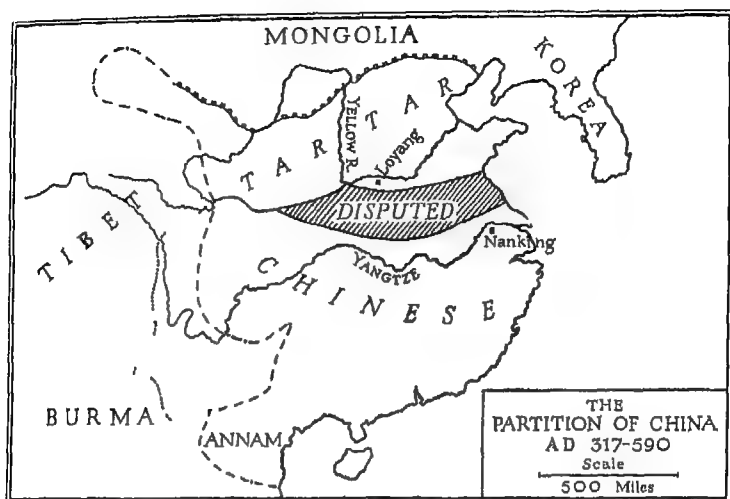 MONGOLIA
KOREA
YELLOW R.
TARTAR
Loyang
DISPUTED
TIBET
Nanking
YANGTZE
CHINESE
BURMA
ANNAM
THE
PARTITION OF CHINA
AD 317-590
Scale
500 Miles